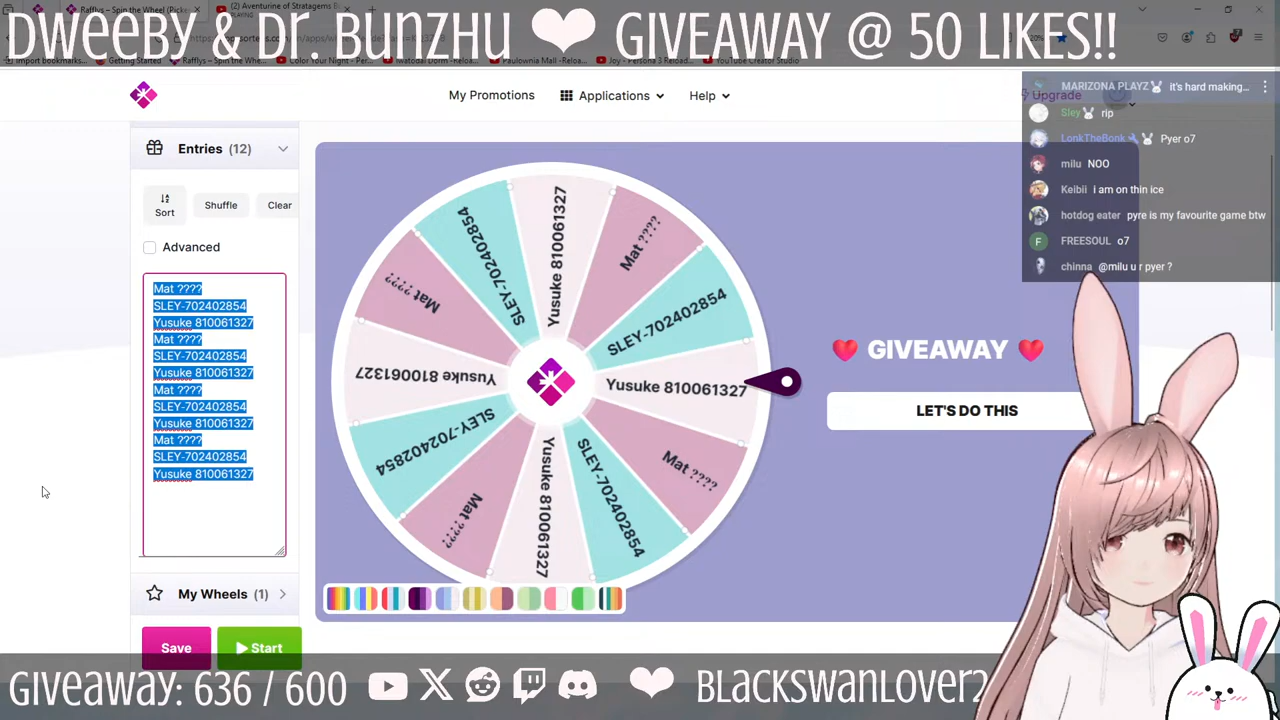 DWEEBY & Dr. BUNZHU ❤ GIVEAWAY @ 50 LIKES!!
My Promotions
Applications
Help
Upgrade
Entries (12)
Sort
Shuffle
Clear
Advanced
Mat ????
SLEY-702402854
Yusuke 810061327
Mat ????
SLEY-702402854
Yusuke 810061327
Mat ????
SLEY-702402854
Yusuke 810061327
Mat ????
SLEY-702402854
Yusuke 810061327
My Wheels (1)
Save
Start
Yusuke 810061327
Mat ????
SLEY-702402854
Yusuke 810061327
Mat ????
SLEY-702402854
Yusuke 810061327
Mat ????
SLEY-702402854
Yusuke 810061327
Mat ????
SLEY-702402854
❤ GIVEAWAY ❤
LET'S DO THIS
MARIZONA PLAYZ it's hard making...
Sley rip
LonkTheBonk Pyer o7
milu NOO
Keibii i am on thin ice
hotdog eater pyre is my favourite game btw
F FREESOUL o7
chinna @milu u r pyer ?
Giveaway: 636 / 600
BLACKSWANLOVER2